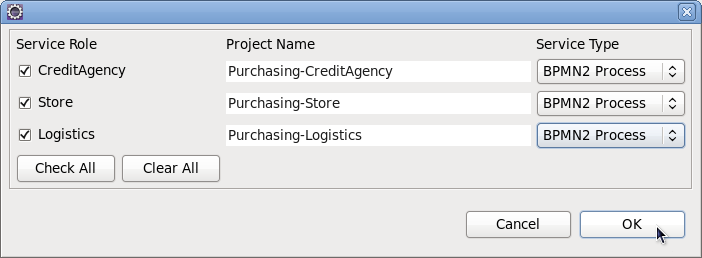 Service Role Project Name Service Type
CreditAgency Purchasing-CreditAgency BPMN2 Process
Store Purchasing-Store BPMN2 Process
Logistics Purchasing-Logistics BPMN2 Process
Check All Clear All
Cancel OK